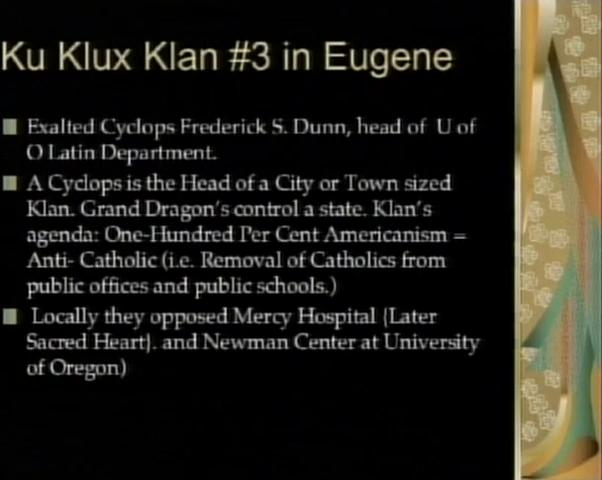 Ku Klux Klan #3 in Eugene
Exalted Cyclops Frederick S. Dunn, head of U of
O Latin Department.
A Cyclops is the Head of a City or Town sized
Klan. Grand Dragon's control a state. Klan's
agenda: One-Hundred Per Cent Americanism =
Anti- Catholic (i.e. Removal of Catholics from
public offices and public schools.)
Locally they opposed Mercy Hospital {Later
Sacred Heart}. and Newman Center at University
of Oregon)